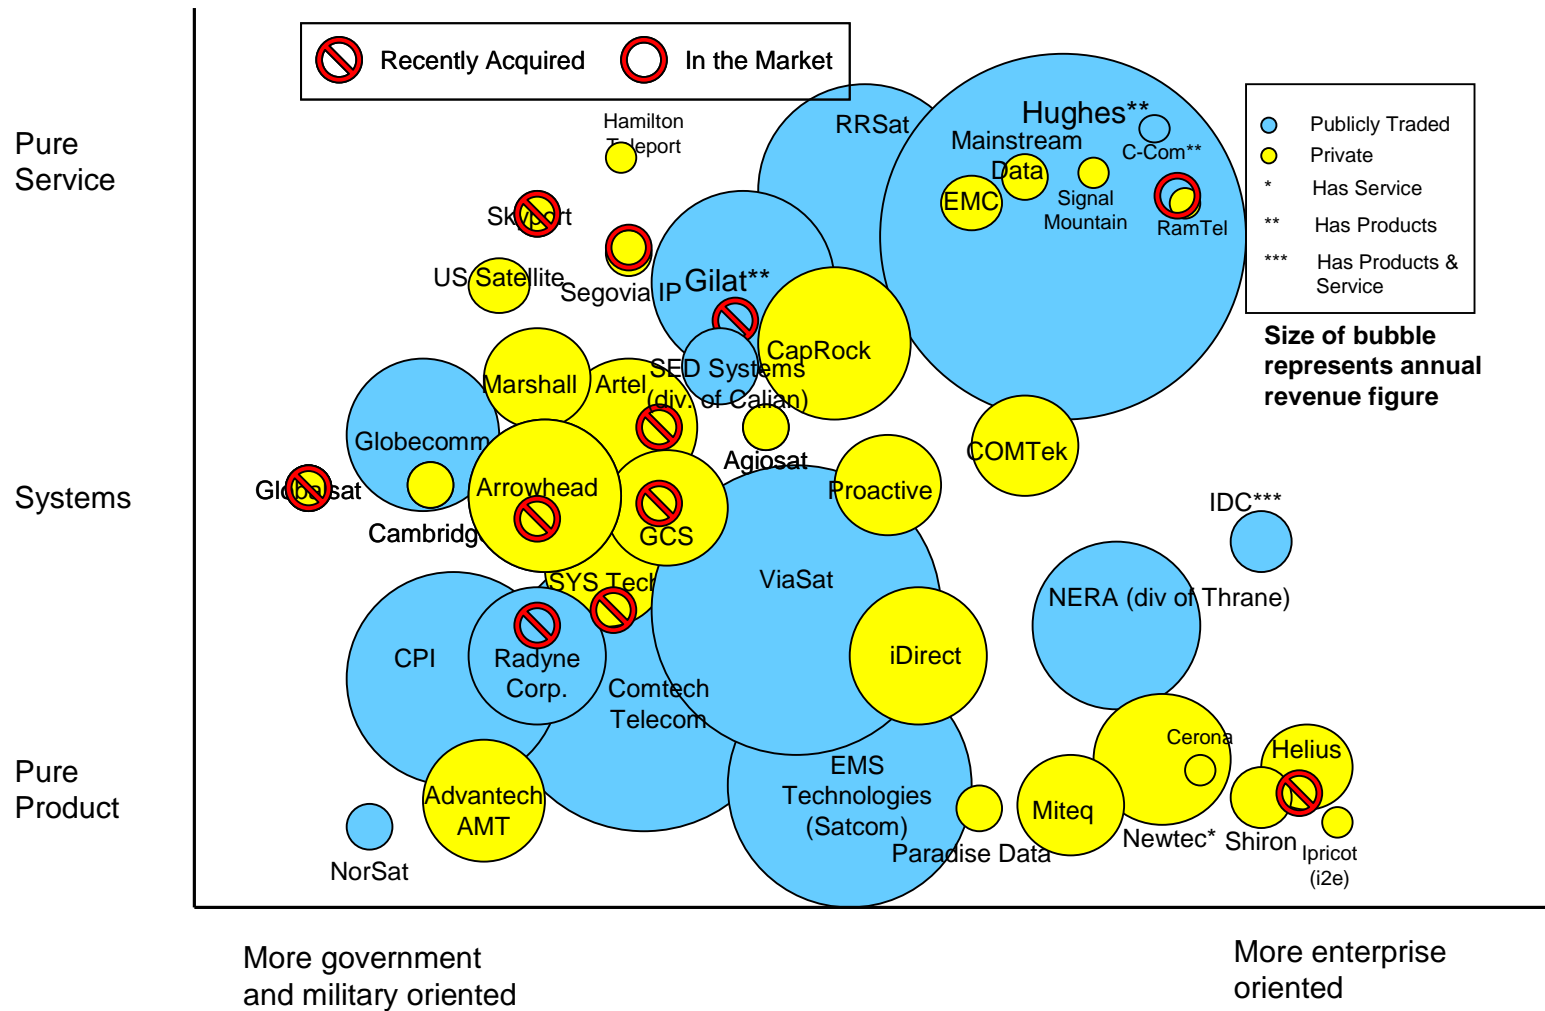 Recently Acquired
In the Market
Pure
Service
Systems
Pure
Product
Hamilton
Teleport
RRSat
Hughes**
Mainstream
Data
C-Com**
EMC
Signal
Mountain
RamTel
Publicly Traded
Private
* Has Service
** Has Products
*** Has Products &
Service
Size of bubble
represents annual
revenue figure
Skyport
US Satellite
Segovia IP
Gilat**
CapRock
SED Systems
(div. of Calian)
Marshall
Artel
Globecomm
Agiosat
COMTek
Globalsat
Arrowhead
Proactive
Cambridge
GCS
IDC***
SYS Tech
ViaSat
NERA (div of Thrane)
CPI
Radyne
Corp.
iDirect
Comtech
Telecom
Cerona
Helius
EMS
Technologies
(Satcom)
Advantech
AMT
Miteq
Newtec*
Shiron
Paradise Data
Ipricot
(i2e)
NorSat
More government
and military oriented
More enterprise
oriented